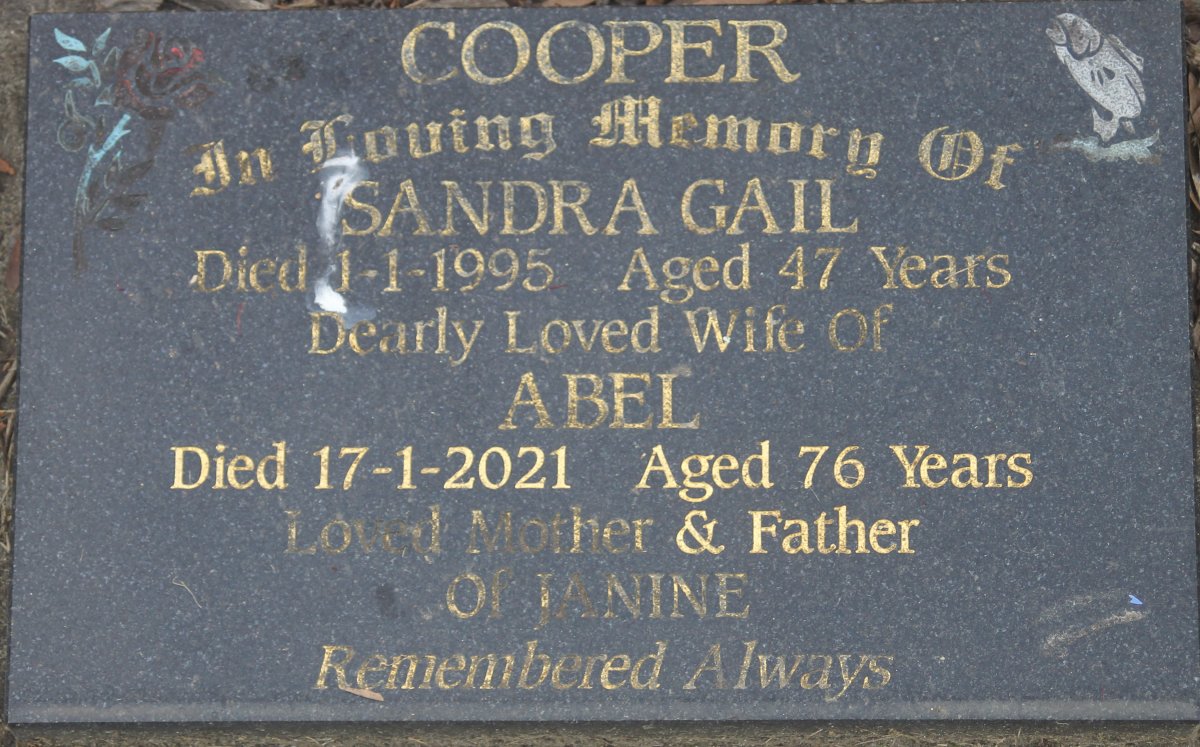 COOPER
In Loving Memory Of
SANDRA GAIL
Died 1-1-1995 Aged 47 Years
Dearly Loved Wife Of
ABEL
Died 17-1-2021 Aged 76 Years
Loved Mother & Father
Of JANINE
Remembered Always